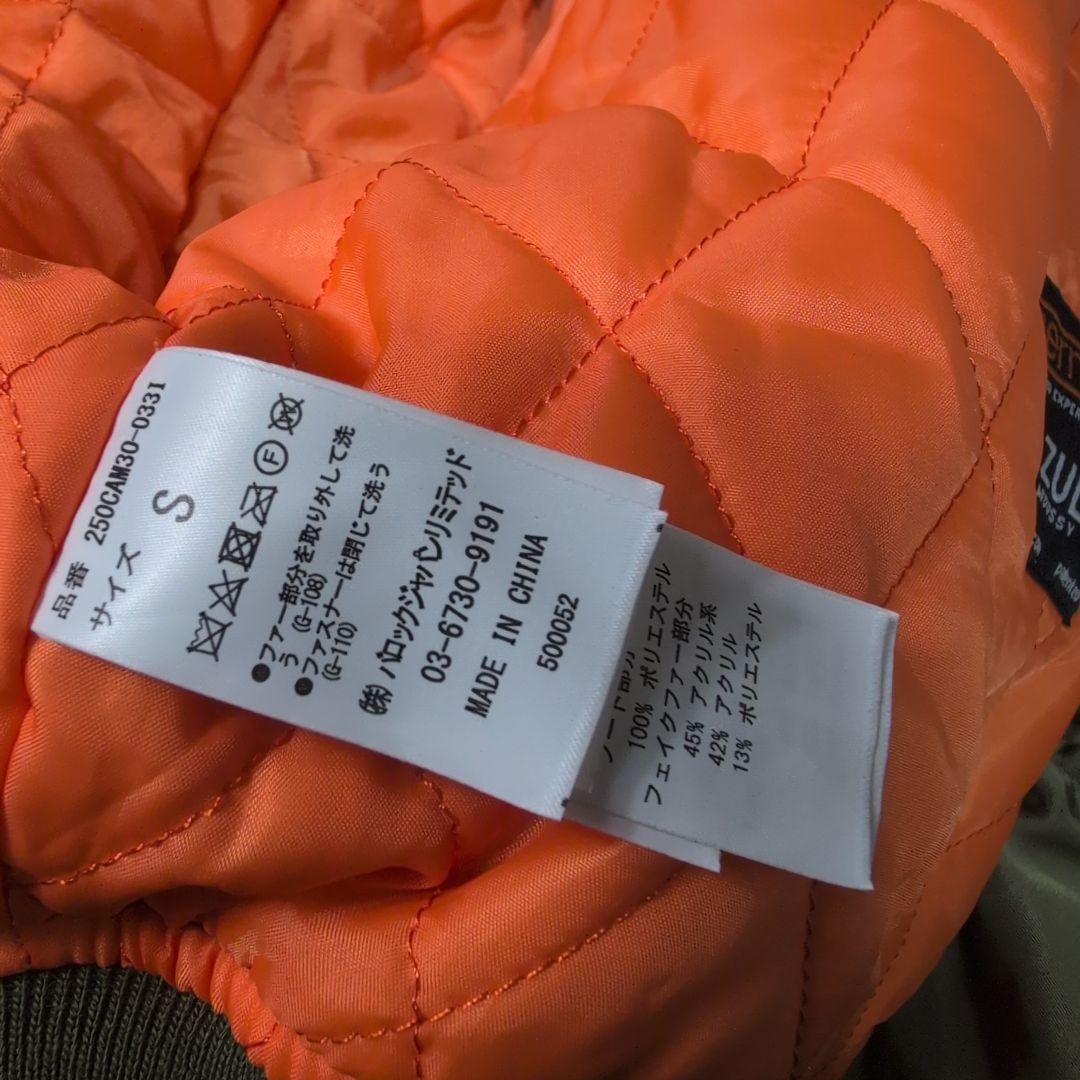 品番 250CAM30-0331
サイズ S
F
●ファー部分を取り外して洗
う (G-108)
●ファスナーは閉じて洗う
(G-110)
㈱ バロックジャパンリミテッド
03-6730-9191
MADE IN CHINA
500052
100% ポリエステル
フェイクファー部分
45% アクリル系
42% アクリル
13% ポリエステル